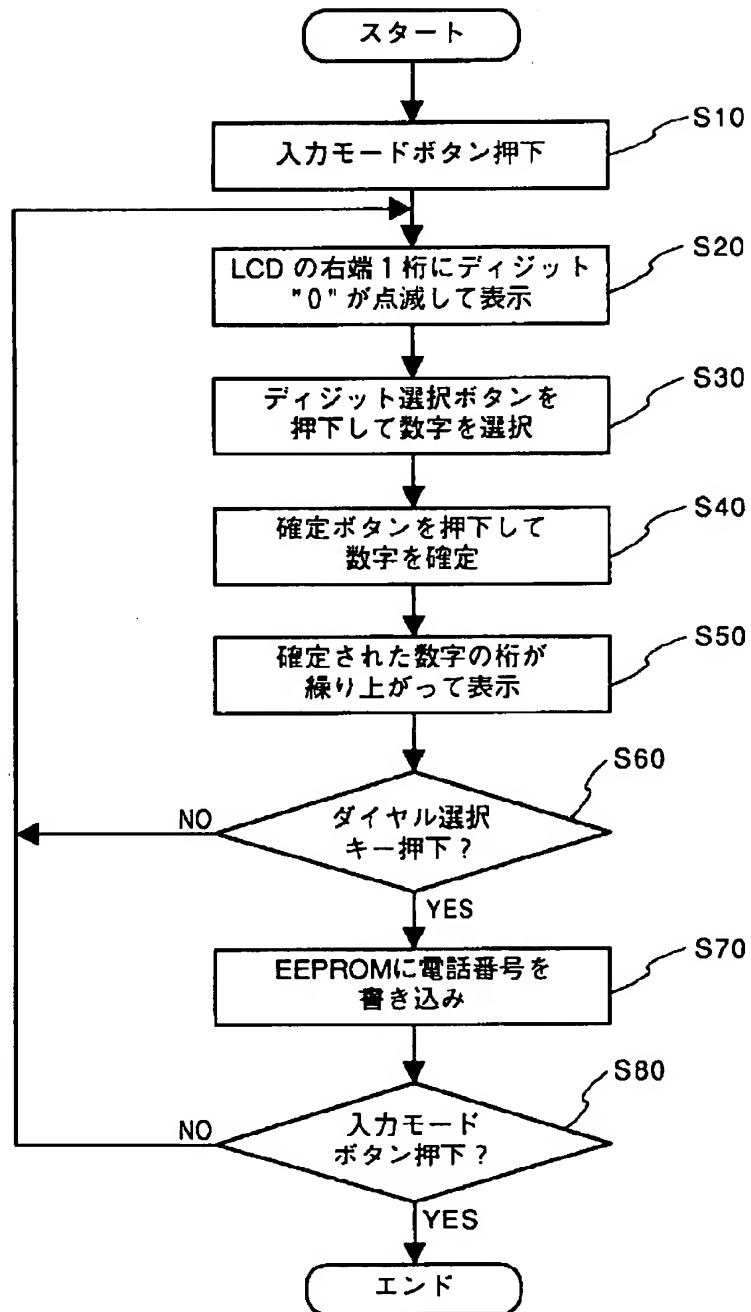 スタート
S10
入力モードボタン押下
S20
LCD の右端1桁にディジット
"0"が点滅して表示
S30
ディジット選択ボタンを
押下して数字を選択
S40
確定ボタンを押下して
数字を確定
S50
確定された数字の桁が
繰り上がって表示
S60
ダイヤル選択
キー押下?
NO
YES
S70
EEPROMに電話番号を
書き込み
S80
入力モード
ボタン押下?
NO
YES
エンド